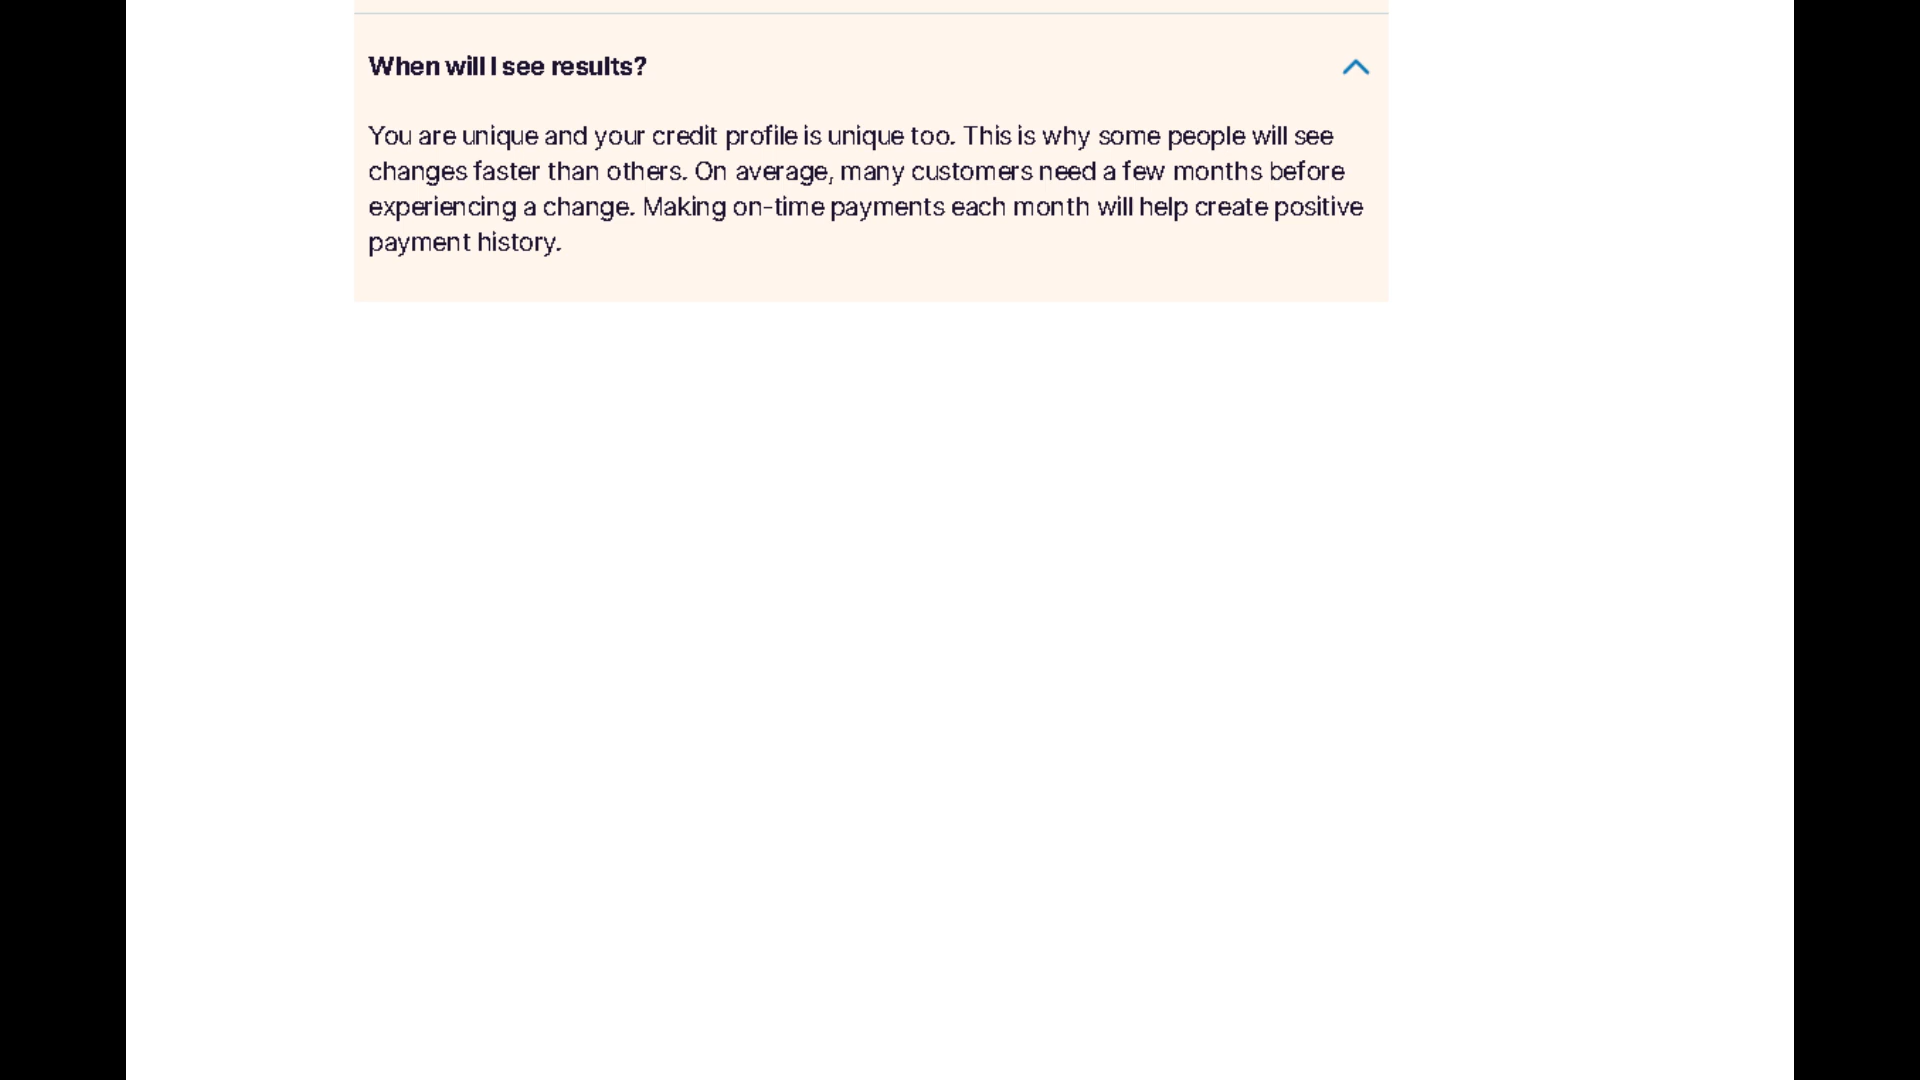 When will I see results?
You are unique and your credit profile is unique too. This is why some people will see
changes faster than others. On average, many customers need a few months before
experiencing a change. Making on-time payments each month will help create positive
payment history.